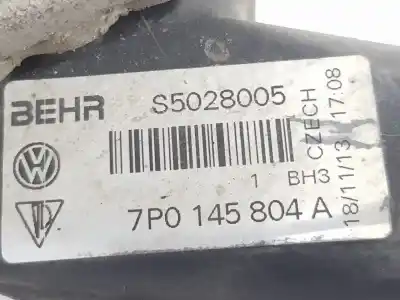 BEHR S5028005
1 BH3
7P0 145 804 A
CZECH
18/11/13 17:08